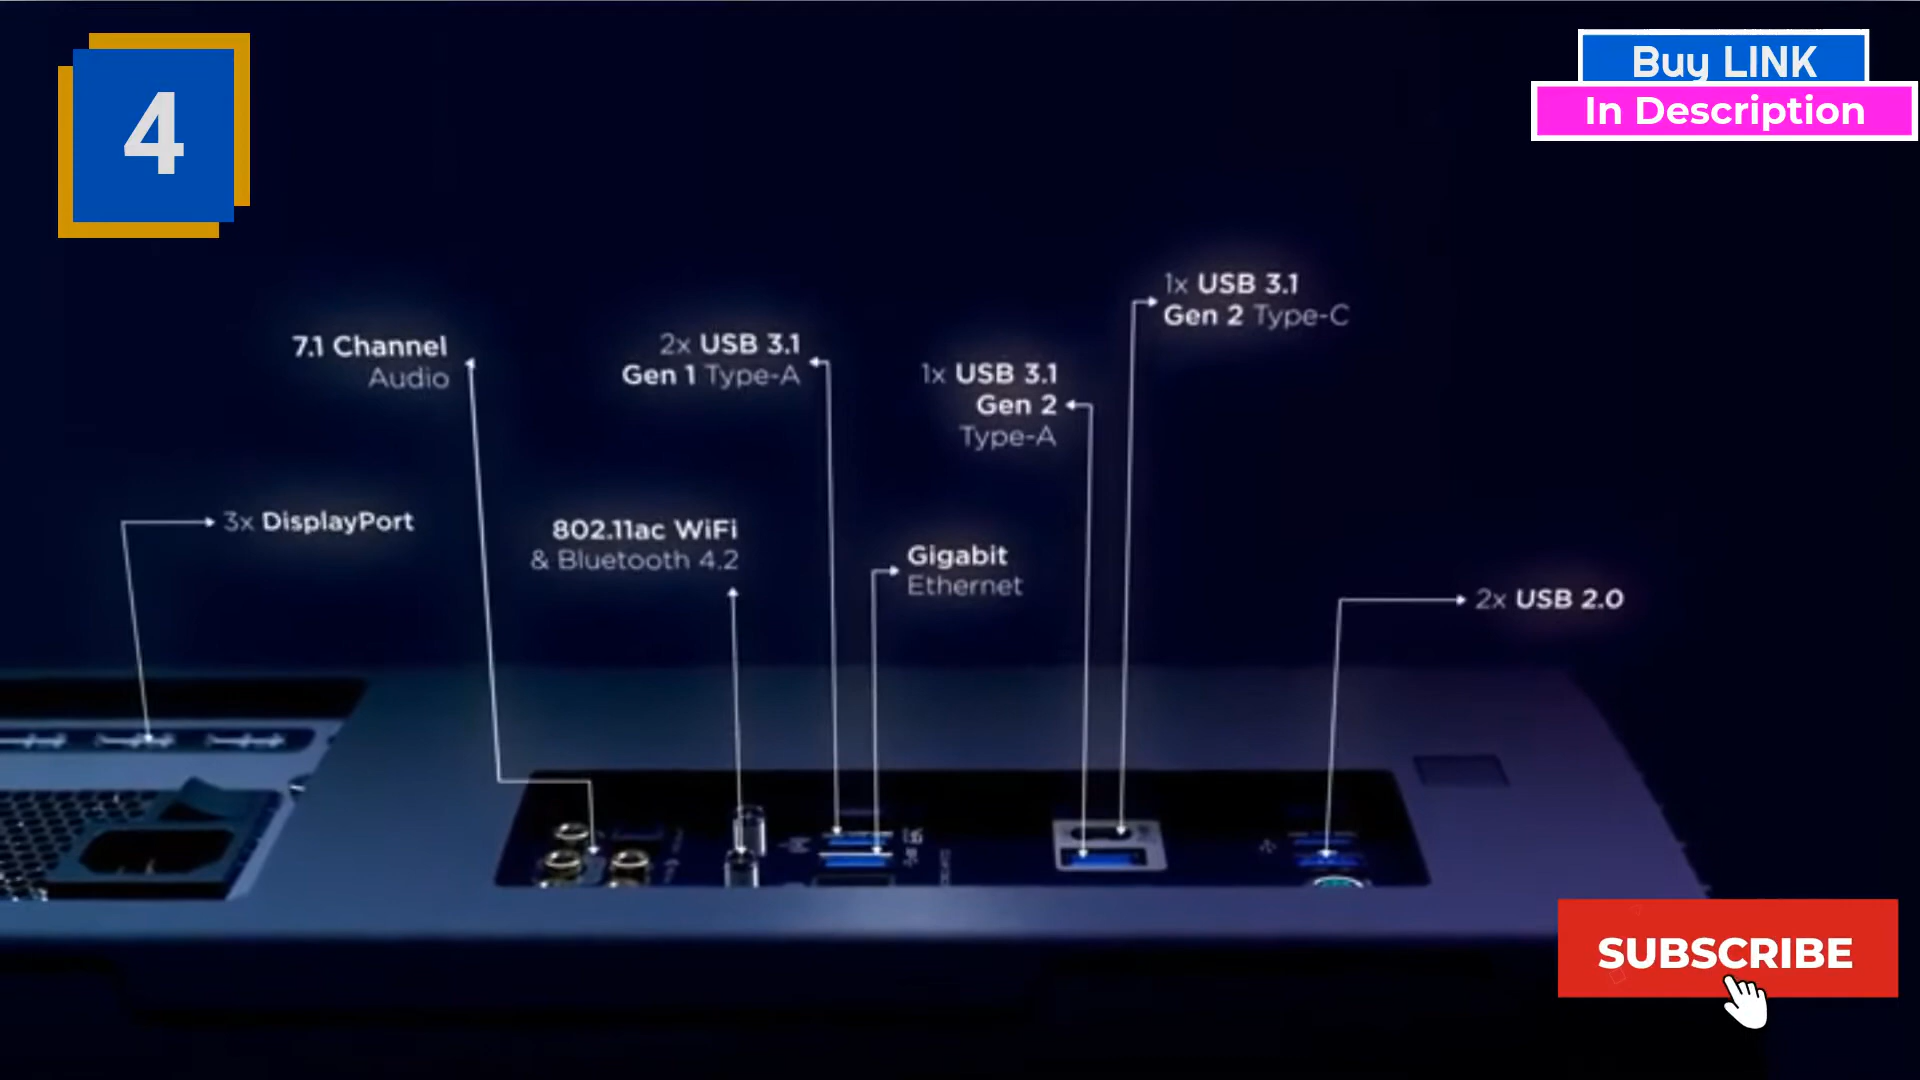 4
Buy LINK
In Description
1x USB 3.1
Gen 2 Type-C
7.1 Channel
Audio
2x USB 3.1
Gen 1 Type-A
1x USB 3.1
Gen 2
Type-A
3x DisplayPort
802.11ac WiFi
& Bluetooth 4.2
Gigabit
Ethernet
2x USB 2.0
SUBSCRIBE